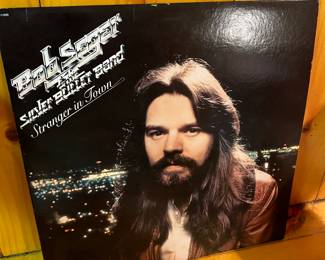 Bob Seger
& the
Silver Bullet Band
Stranger in Town